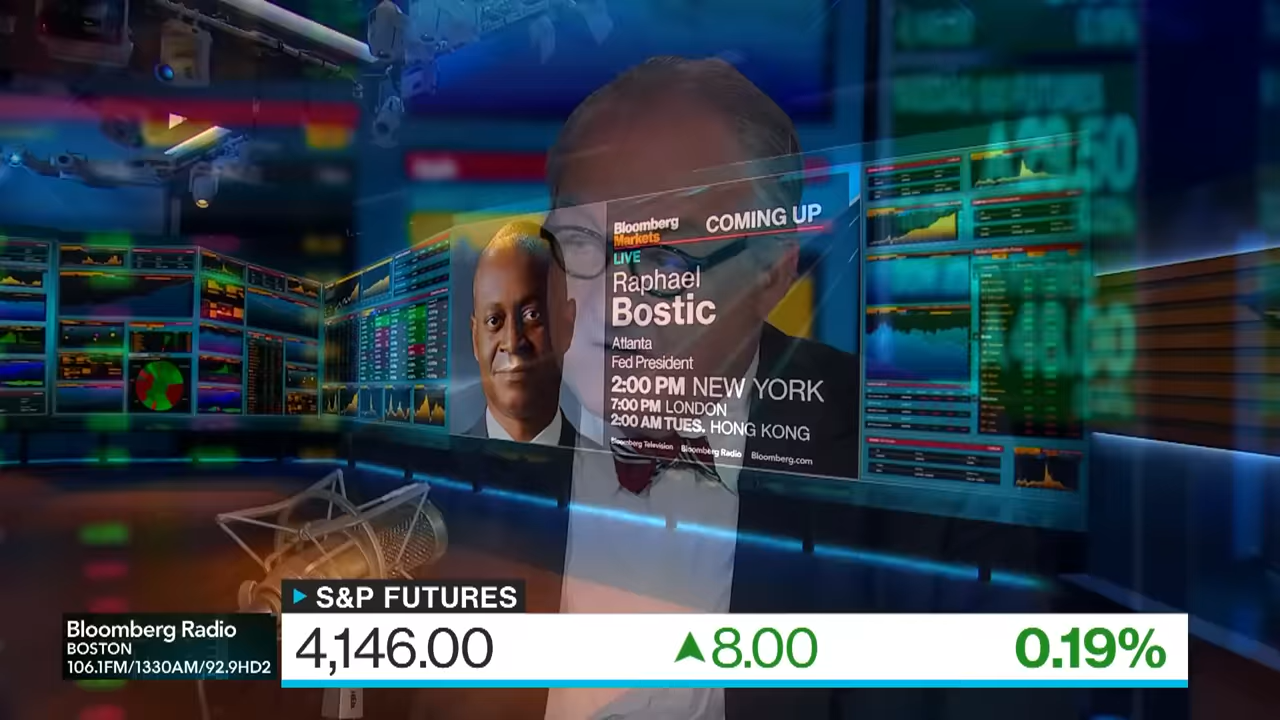 Bloomberg
Markets
COMING UP
LIVE
Raphael
Bostic
Atlanta
Fed President
2:00 PM NEW YORK
7:00 PM LONDON
2:00 AM TUES. HONG KONG
Bloomberg Television Bloomberg Radio Bloomberg.com
S&P FUTURES
Bloomberg Radio
BOSTON
106.1FM/1330AM/92.9HD2
4,146.00 ▲8.00 0.19%